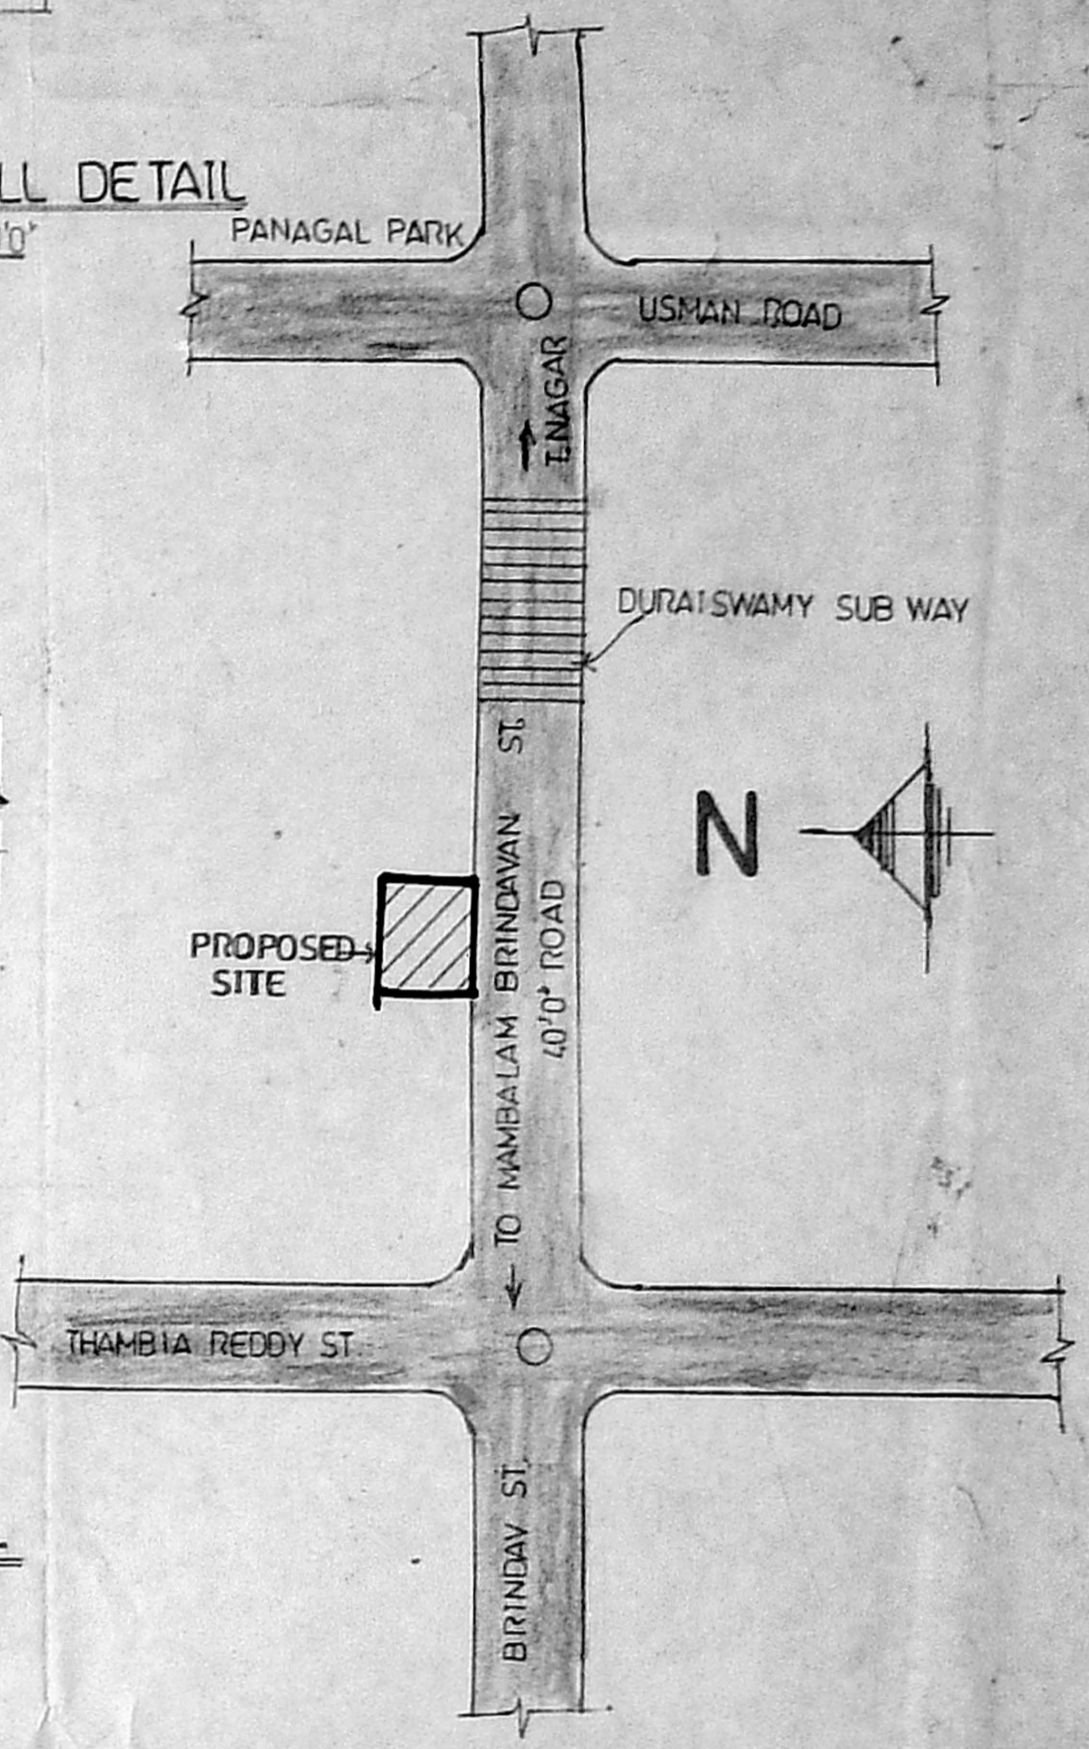 LL DETAIL
PANAGAL PARK
USMAN ROAD
T.NAGAR
DURAISWAMY SUB WAY
N
PROPOSED
SITE
TO MAMBALAM BRINDAVAN ST.
40'0" ROAD
THAMBIA REDDY ST.
BRINDAV ST.